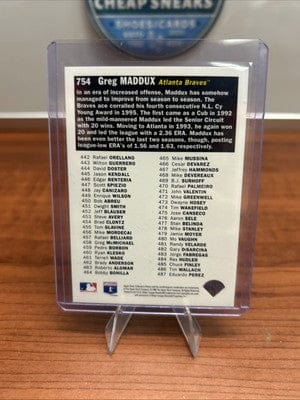 CHEAP SNEAKS
SHOES/CARDS
754 Greg MADDUX Atlanta Braves
In an era of increased offense, Maddux has somehow
managed to improve from season to season. The
Braves ace corralled his fourth consecutive N.L. Cy
Young Award in 1995. The first came as a Cub in 1992
as the mild-mannered Maddux led the Senior Circuit
with 20 wins. Moving to Atlanta in 1993, he again won
20 and led the league with a 2.36 ERA. Maddux has
been even better the last two seasons, though, posting
league-low ERA's of 1.56 and 1.63, respectively.
442 Rafael ORELLANO
443 Wilton GUERRERO
444 David DOSTER
445 Jason KENDALL
446 Edgar RENTERIA
447 Scott SPIEZIO
448 Jay CANIZARO
449 Enrique WILSON
450 Bob ABREU
451 Dwight SMITH
452 Jeff BLAUSER
453 Steve AVERY
454 Brad CLONTZ
455 Tom GLAVINE
456 Mike MORDECAI
457 Rafael BELLIARD
458 Greg McMICHAEL
459 Pedro BORBON
460 Ryan KLESKO
461 Terrell WADE
462 Brady ANDERSON
463 Roberto ALOMAR
464 Bobby BONILLA
465 Mike MUSSINA
466 Cesar DEVAREZ
467 Jeffrey HAMMONDS
468 Mike DEVEREAUX
469 B.J. SURHOFF
470 Rafael PALMEIRO
471 John VALENTIN
472 Mike GREENWELL
473 Dwayne HOSEY
474 Tim WAKEFIELD
475 Jose CANSECO
476 Aaron SELE
477 Stan BELINDA
478 Mike STANLEY
479 Jamie MOYER
480 Mo VAUGHN
481 Randy VELARDE
482 Gary DISARCINA
483 Jorge FABREGAS
484 Rex HUDLER
485 Chuck FINLEY
486 Tim WALLACH
487 Eduardo PEREZ